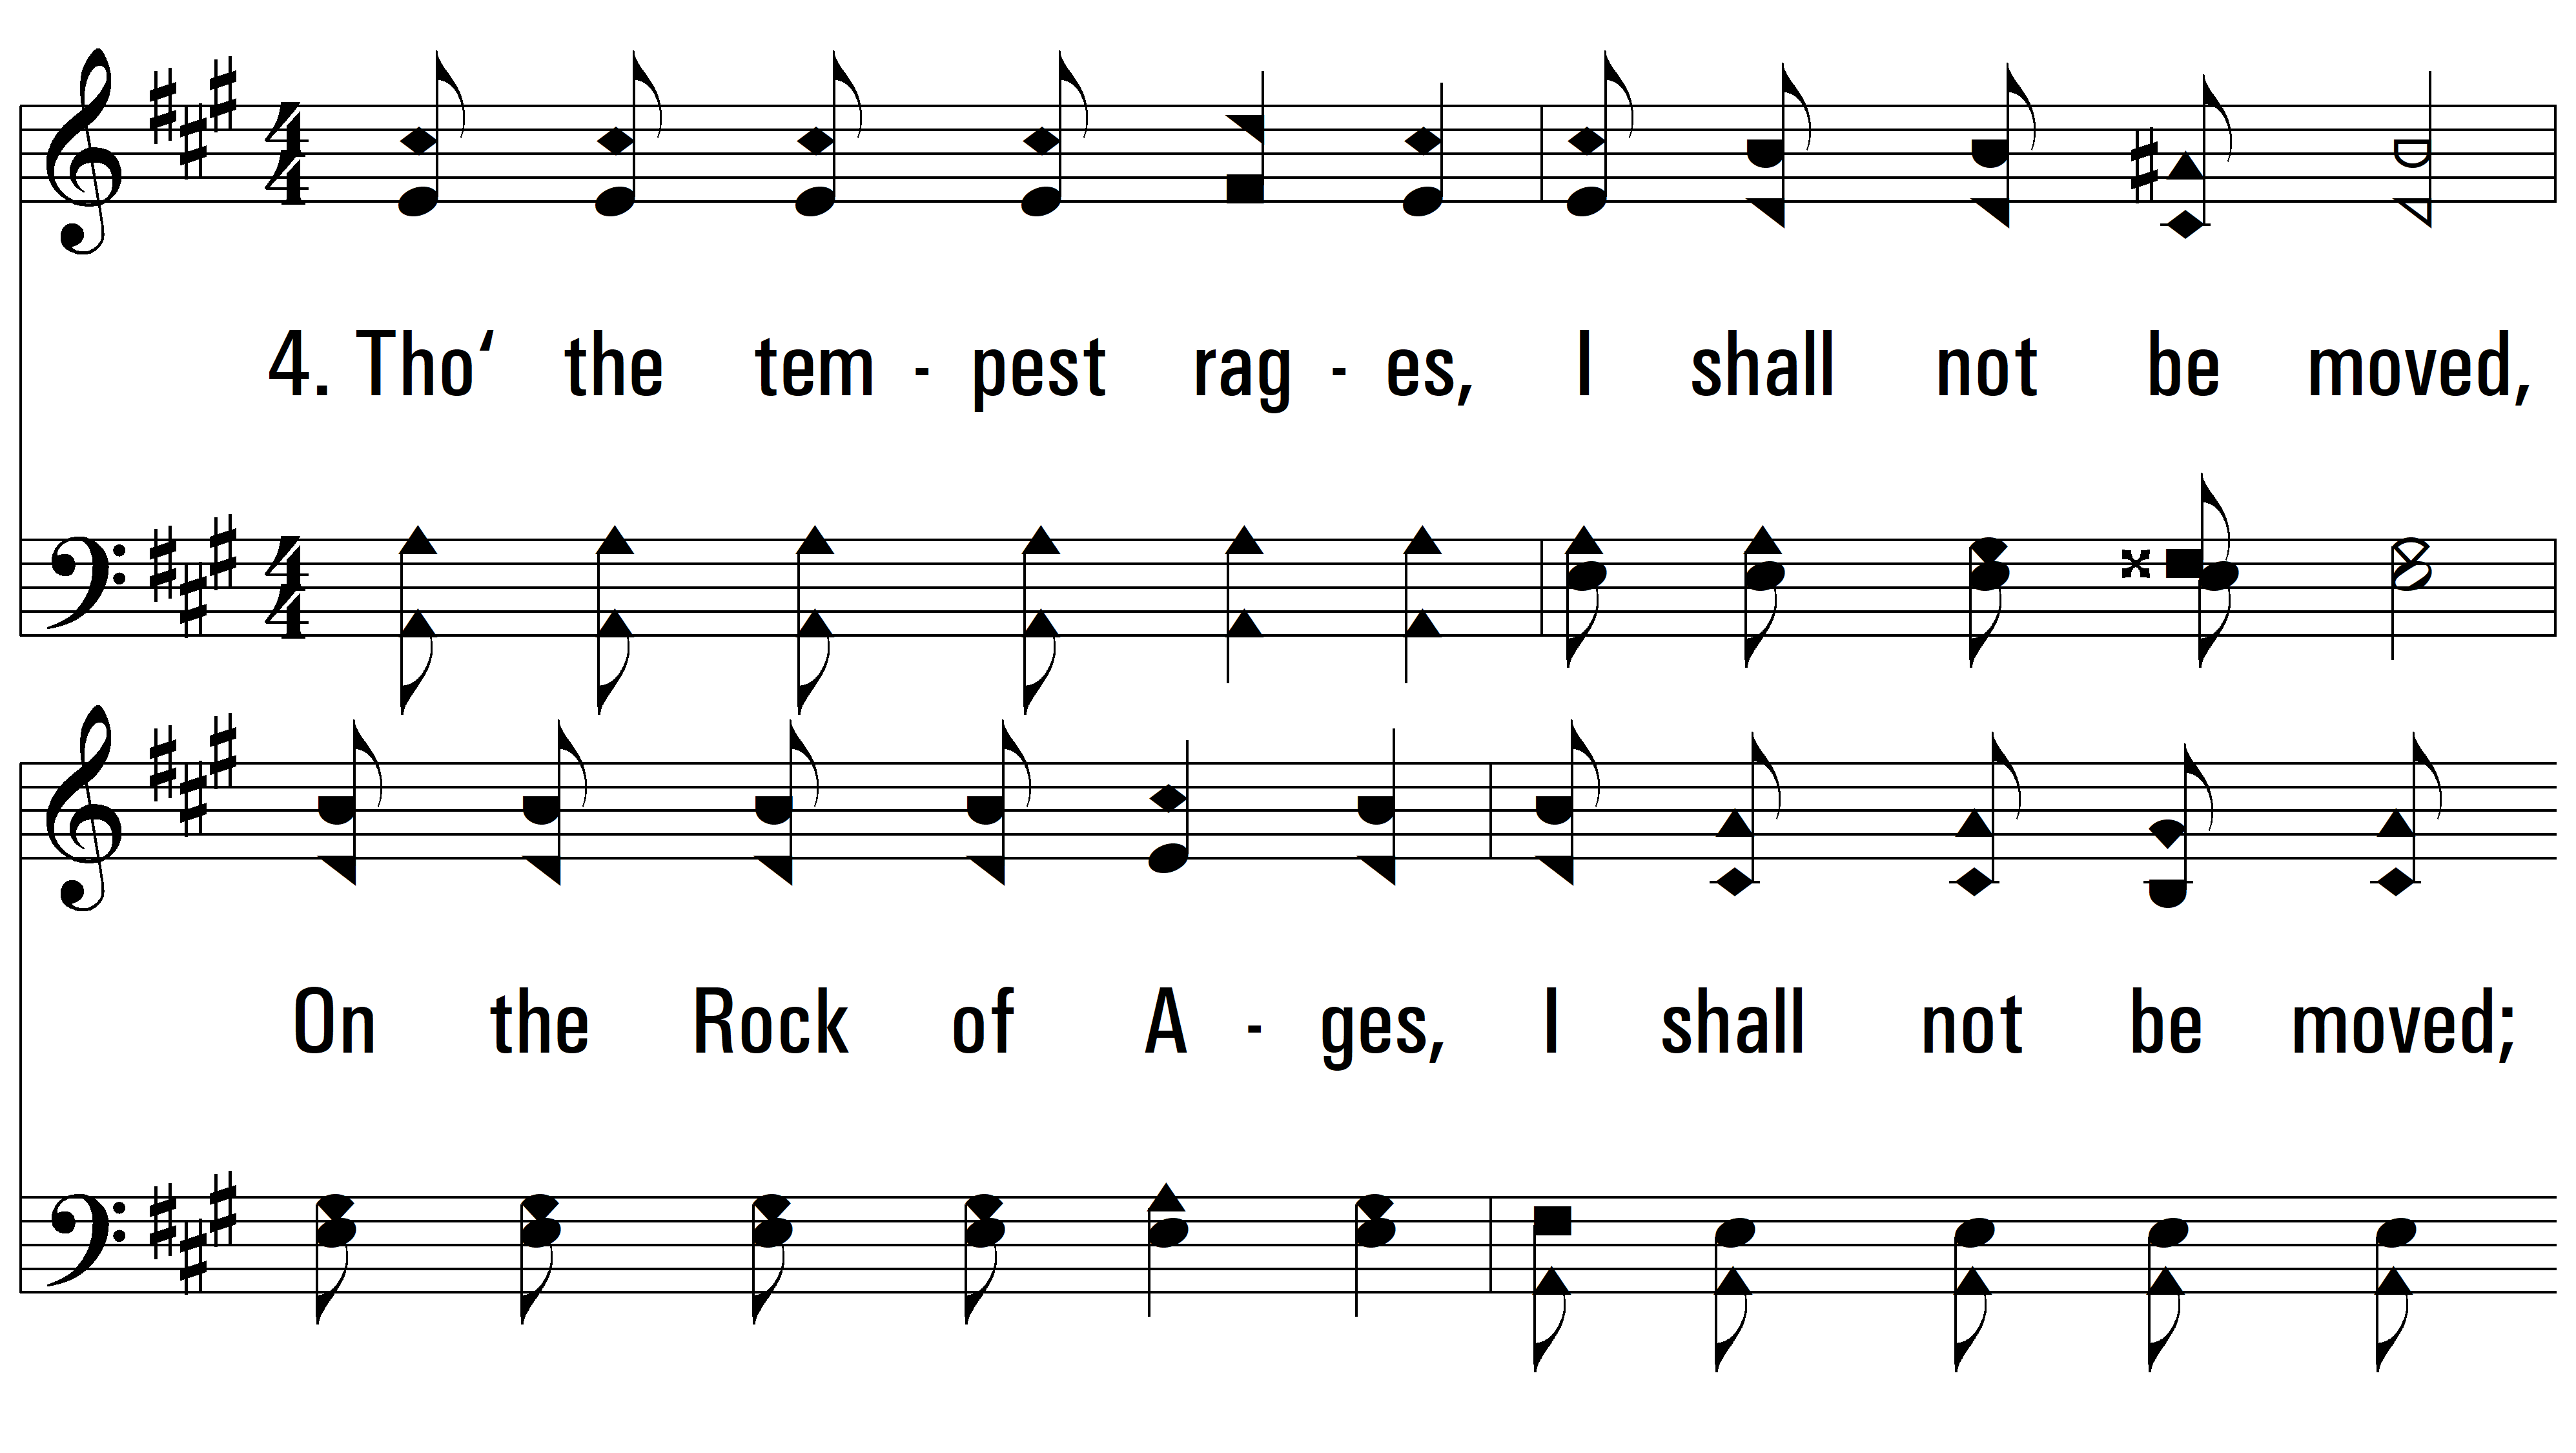 4. Tho‘ the tem - pest rag - es, I shall not be moved,
On the Rock of A - ges, I shall not be moved;